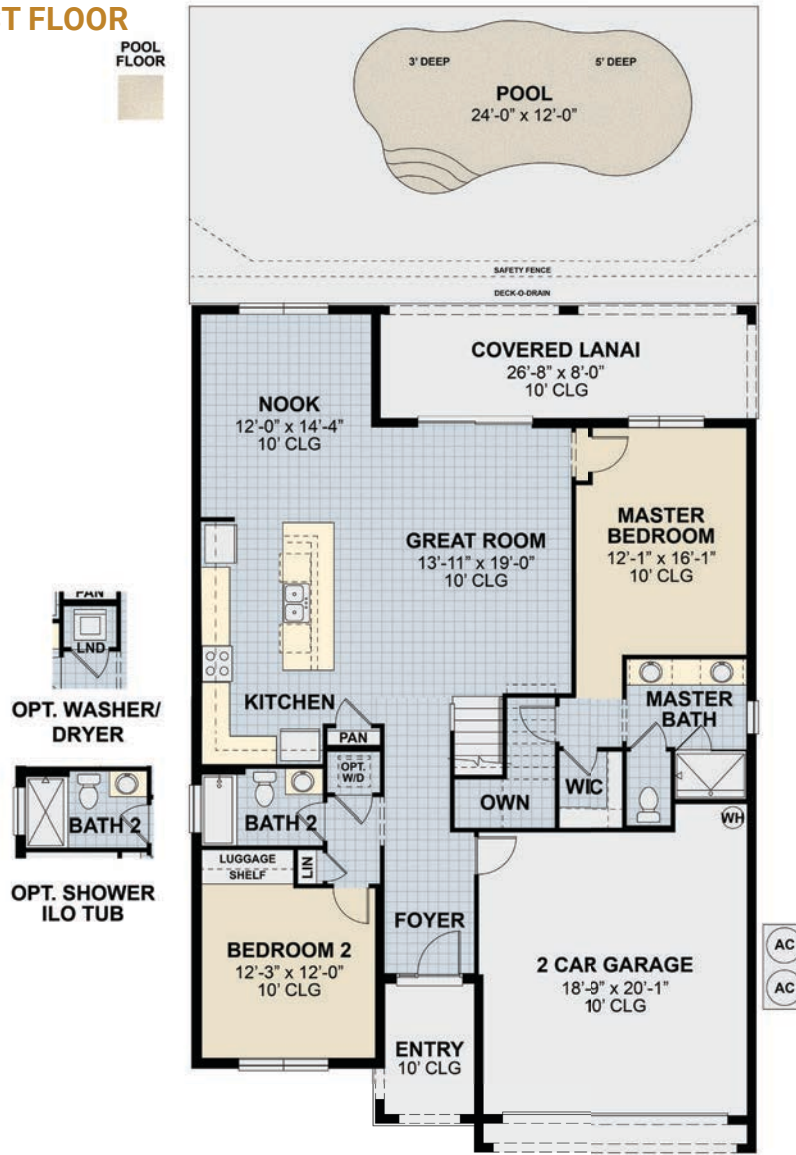 T FLOOR
POOL
FLOOR
3' DEEP
5' DEEP
POOL
24'-0" x 12'-0"
SAFETY FENCE
DECK-O-DRAIN
COVERED LANAI
26'-8" x 8'-0"
10' CLG
NOOK
12'-0" x 14'-4"
10' CLG
GREAT ROOM
13'-11" x 19'-0"
10' CLG
MASTER
BEDROOM
12'-1" x 16'-1"
10' CLG
PAN
LND
OPT. WASHER/
DRYER
KITCHEN
PAN
MASTER
BATH
OPT.
W/D
OWN
WIC
WH
BATH 2
BATH 2
OPT. SHOWER
ILO TUB
LUGGAGE
SHELF
LIN
FOYER
BEDROOM 2
12'-3" x 12'-0"
10' CLG
2 CAR GARAGE
18'-9" x 20'-1"
10' CLG
AC
AC
ENTRY
10' CLG